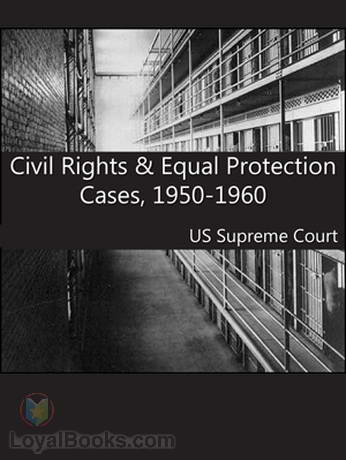 Civil Rights & Equal Protection
Cases, 1950-1960
US Supreme Court
LoyalBooks.com